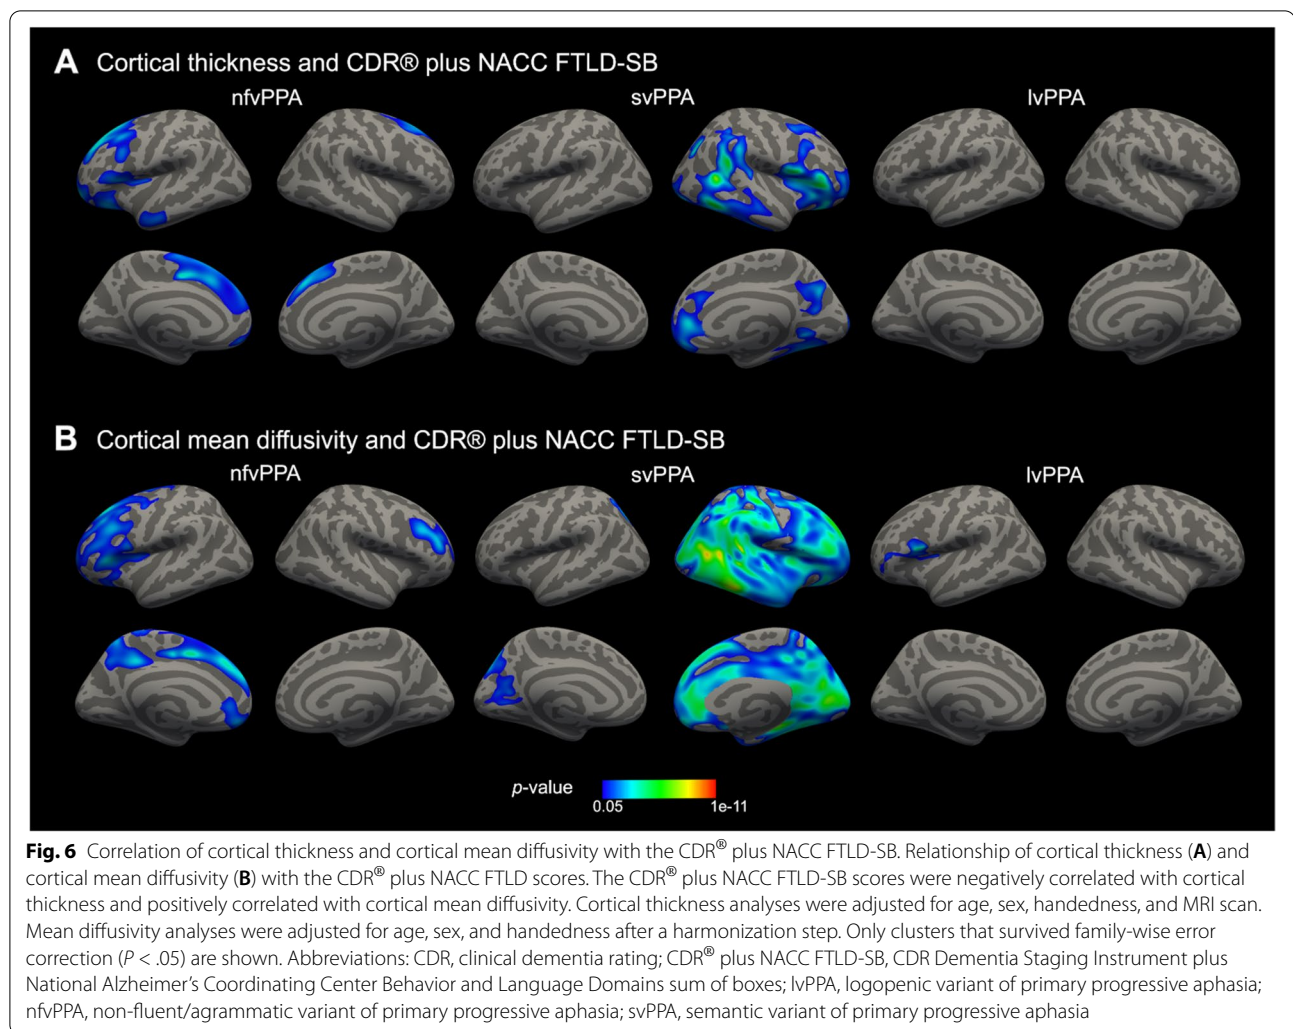 A Cortical thickness and CDR® plus NACC FTLD-SB
nfvPPA svPPA lvPPA
B Cortical mean diffusivity and CDR® plus NACC FTLD-SB
nfvPPA svPPA lvPPA
p-value
0.05 1e-11
Fig. 6 Correlation of cortical thickness and cortical mean diffusivity with the CDR® plus NACC FTLD-SB. Relationship of cortical thickness (A) and
cortical mean diffusivity (B) with the CDR® plus NACC FTLD scores. The CDR® plus NACC FTLD-SB scores were negatively correlated with cortical
thickness and positively correlated with cortical mean diffusivity. Cortical thickness analyses were adjusted for age, sex, handedness, and MRI scan.
Mean diffusivity analyses were adjusted for age, sex, and handedness after a harmonization step. Only clusters that survived family-wise error
correction (P < .05) are shown. Abbreviations: CDR, clinical dementia rating; CDR® plus NACC FTLD-SB, CDR Dementia Staging Instrument plus
National Alzheimer's Coordinating Center Behavior and Language Domains sum of boxes; lvPPA, logopenic variant of primary progressive aphasia;
nfvPPA, non-fluent/agrammatic variant of primary progressive aphasia; svPPA, semantic variant of primary progressive aphasia